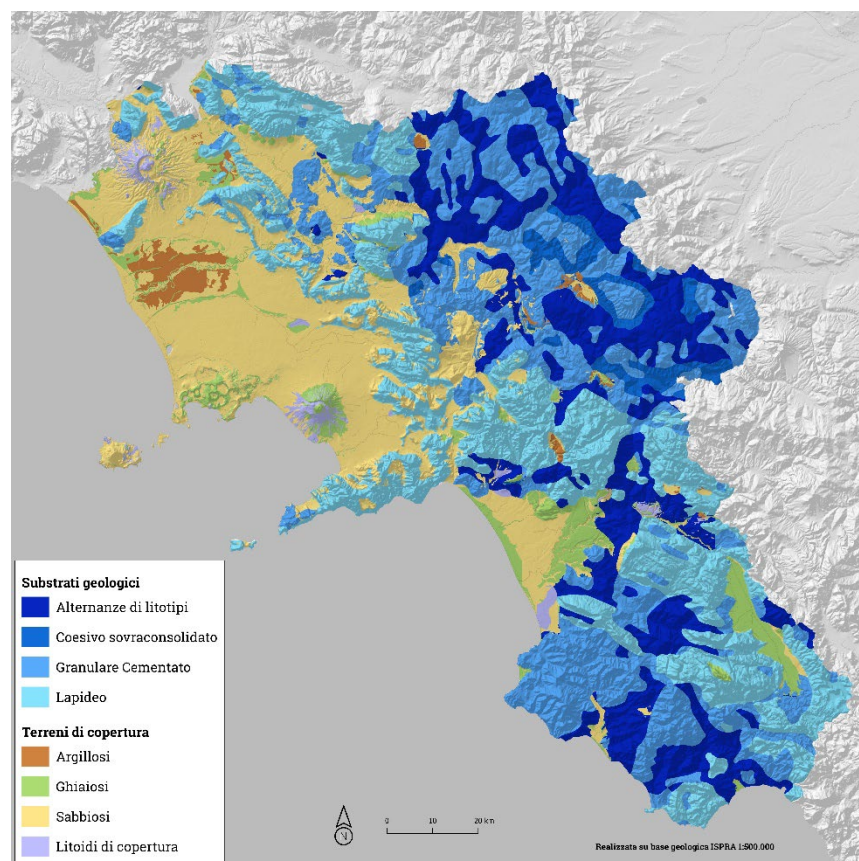 Substrati geologici
Alternanze di litotipi
Coesivo sovraconsolidato
Granulare Cementato
Lapideo
Terreni di copertura
Argillosi
Ghiaiosi
Sabbiosi
Litoidi di copertura
N
0 10 20 km
Realizzata su base geologica ISPRA 1:500.000